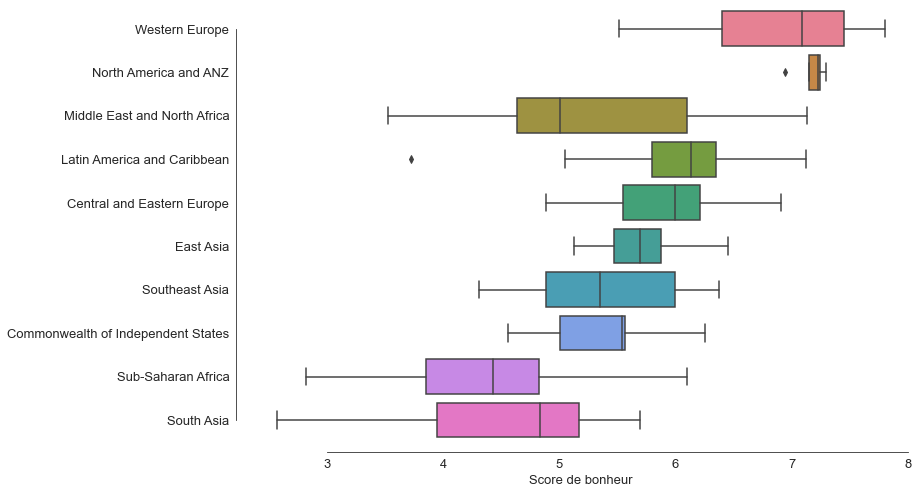 Western Europe
North America and ANZ
Middle East and North Africa
Latin America and Caribbean
Central and Eastern Europe
East Asia
Southeast Asia
Commonwealth of Independent States
Sub-Saharan Africa
South Asia
3 4 5 6 7 8
Score de bonheur